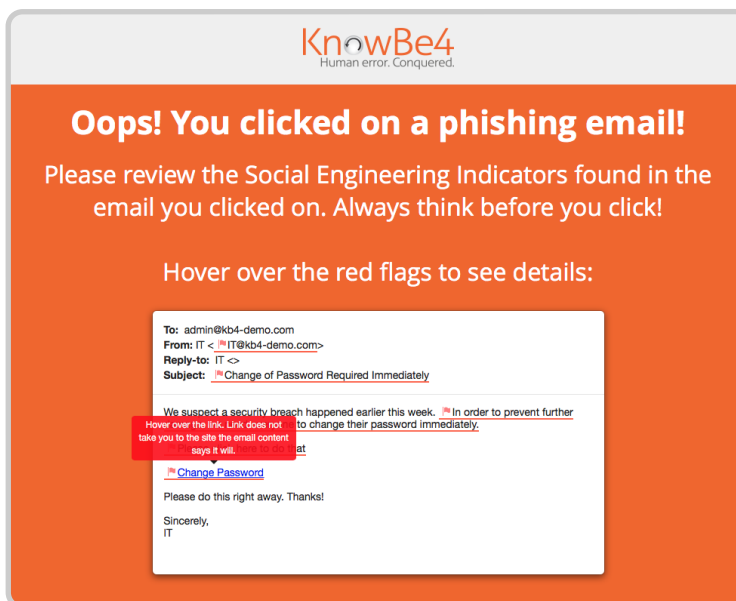 KnowBe4
Human error. Conquered.
Oops! You clicked on a phishing email!
Please review the Social Engineering Indicators found in the
email you clicked on. Always think before you click!
Hover over the red flags to see details:
To: admin@kb4-demo.com
From: IT <IT@kb4-demo.com>
Reply-to: IT <>
Subject: Change of Password Required Immediately
We suspect a security breach happened earlier this week. In order to prevent further
to change their password immediately.
Hover over the link. Link does not
take you to the site the email content
says it will.
here to do that
Change Password
Please do this right away. Thanks!
Sincerely,
IT